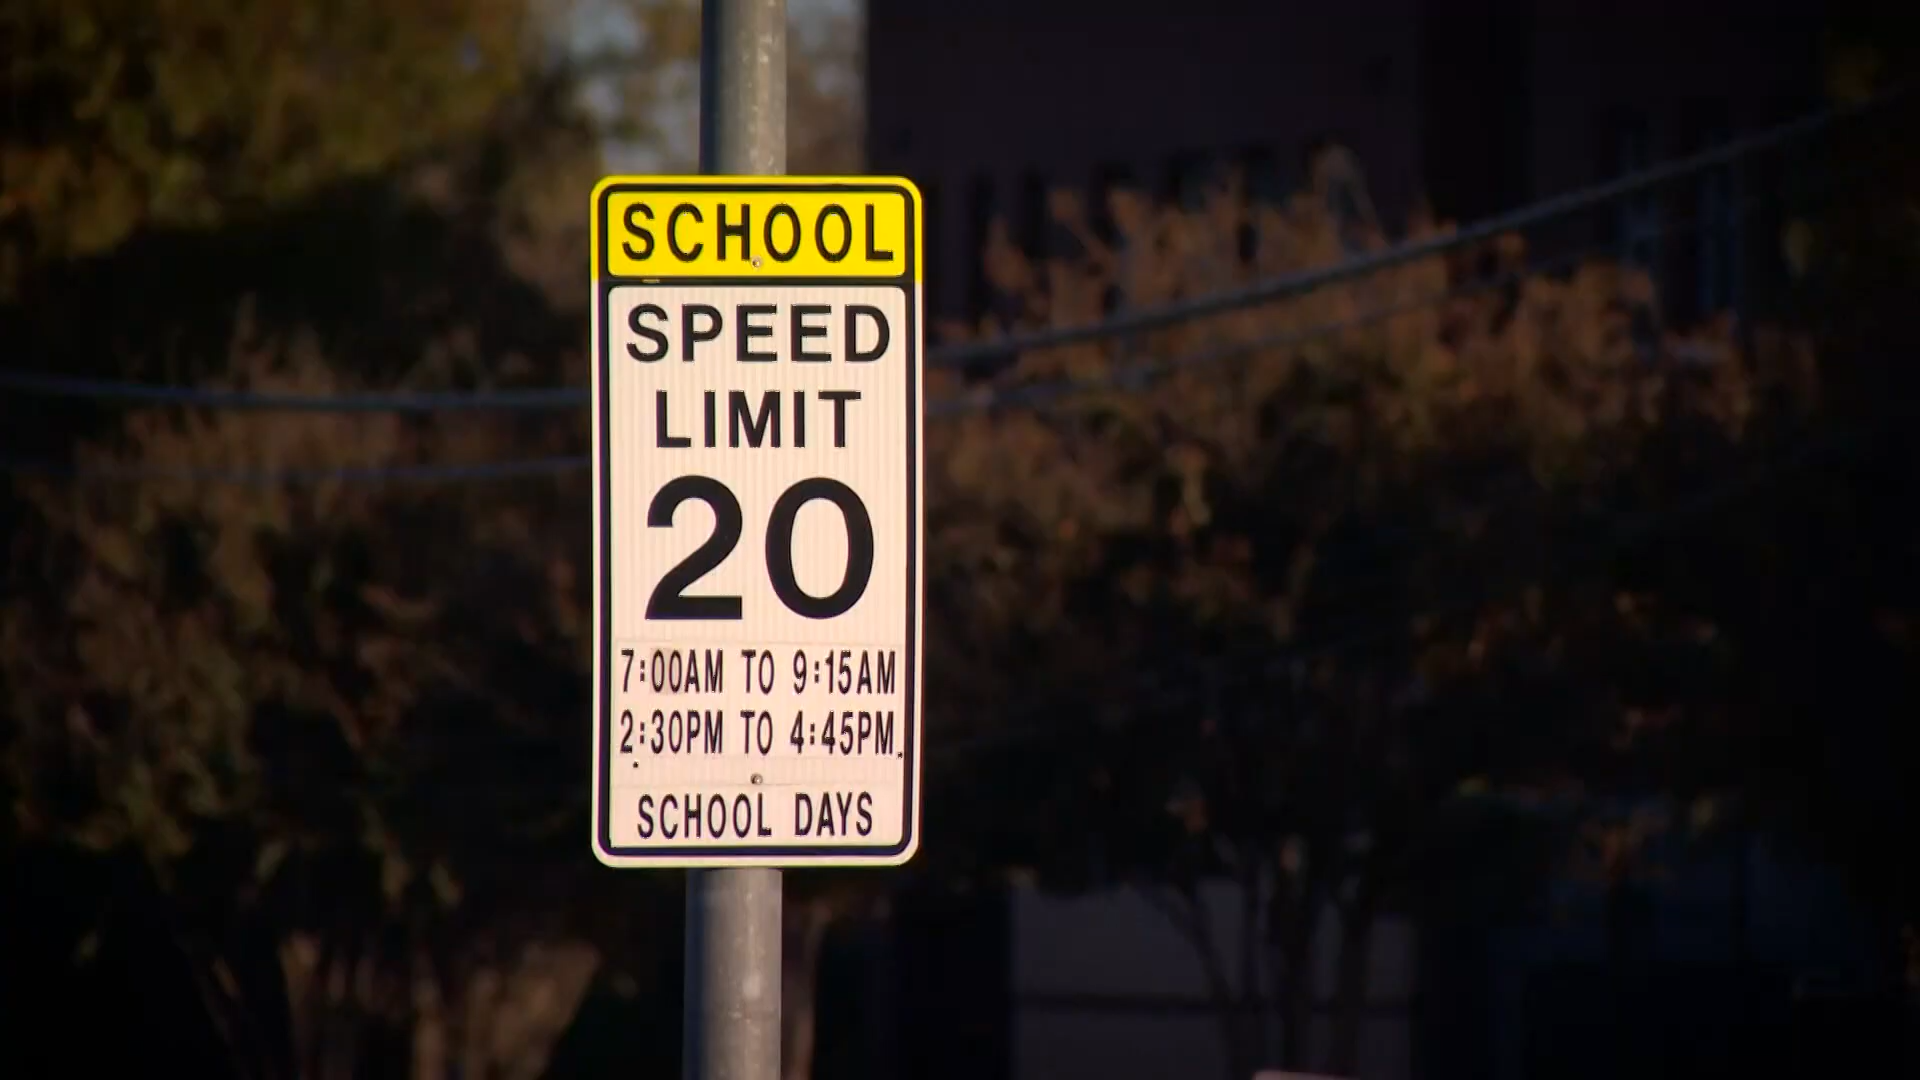 SCHOOL
SPEED
LIMIT
20
7:00AM TO 9:15AM
2:30PM TO 4:45PM
SCHOOL DAYS